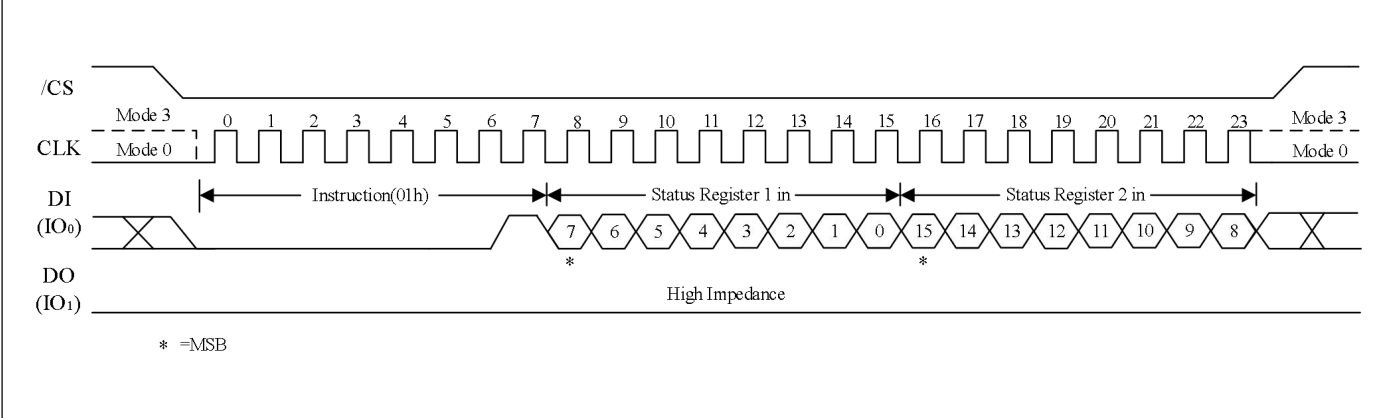 /CS
Mode 3
0 1 2 3 4 5 6 7 8 9 10 11 12 13 14 15 16 17 18 19 20 21 22 23
Mode 3
CLK
Mode 0
Mode 0
DI
Instruction(01h)
Status Register 1 in
Status Register 2 in
(IO₀)
7 6 5 4 3 2 1 0 15 14 13 12 11 10 9 8
* *
DO
High Impedance
(IO₁)
* =MSB